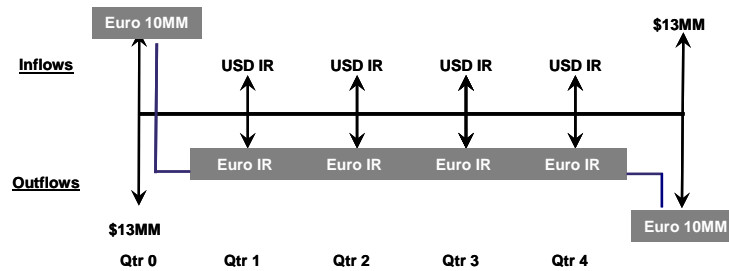 Euro 10MM
$13MM
Inflows
USD IR USD IR USD IR USD IR
Euro IR Euro IR Euro IR Euro IR
Outflows
$13MM
Euro 10MM
Qtr 0 Qtr 1 Qtr 2 Qtr 3 Qtr 4